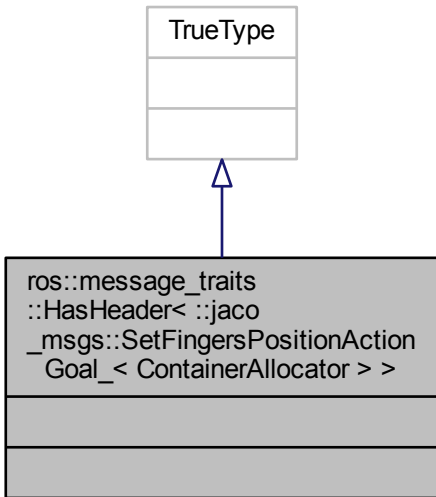 TrueType
ros::message_traits
::HasHeader< ::jaco
_msgs::SetFingersPositionAction
Goal_< ContainerAllocator > >